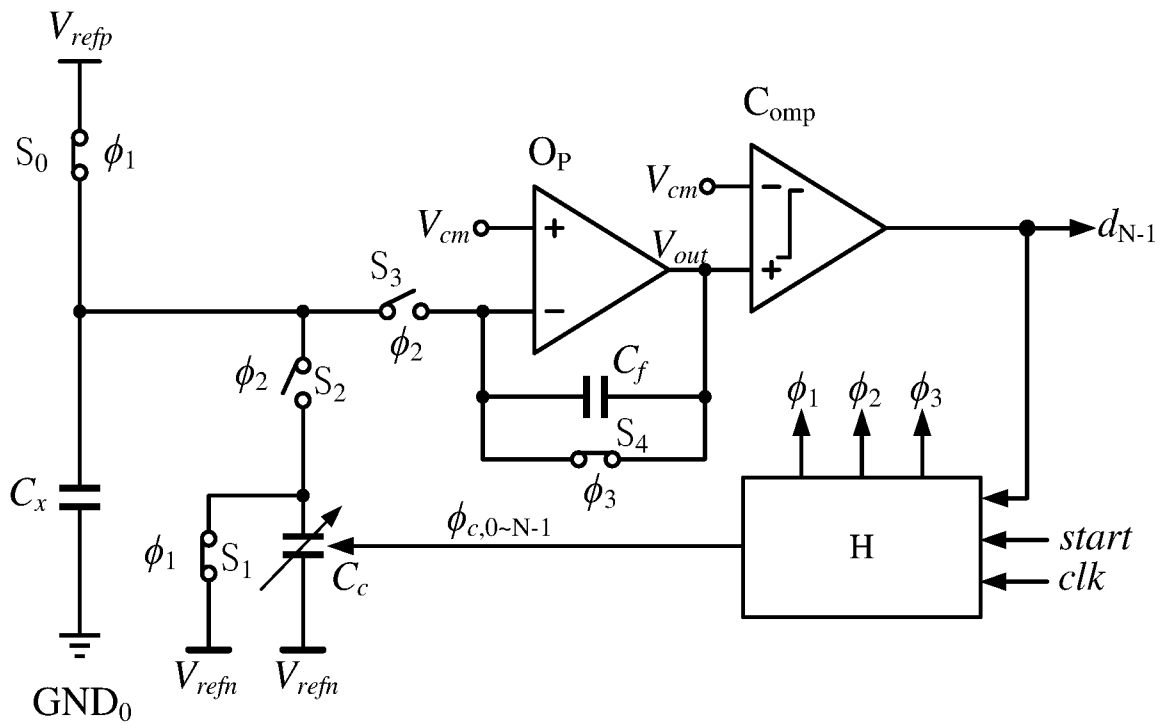 V_refp
S_0 ϕ_1
C_omp
O_P
V_cm
V_cm
V_out
d_N-1
S_3
ϕ_2
ϕ_2 S_2
C_f
S_4
ϕ_3
ϕ_1 ϕ_2 ϕ_3
C_x
ϕ_1 S_1
C_c
ϕ_c,0~N-1
H
start
clk
V_refn V_refn
GND_0
+
−
−
+